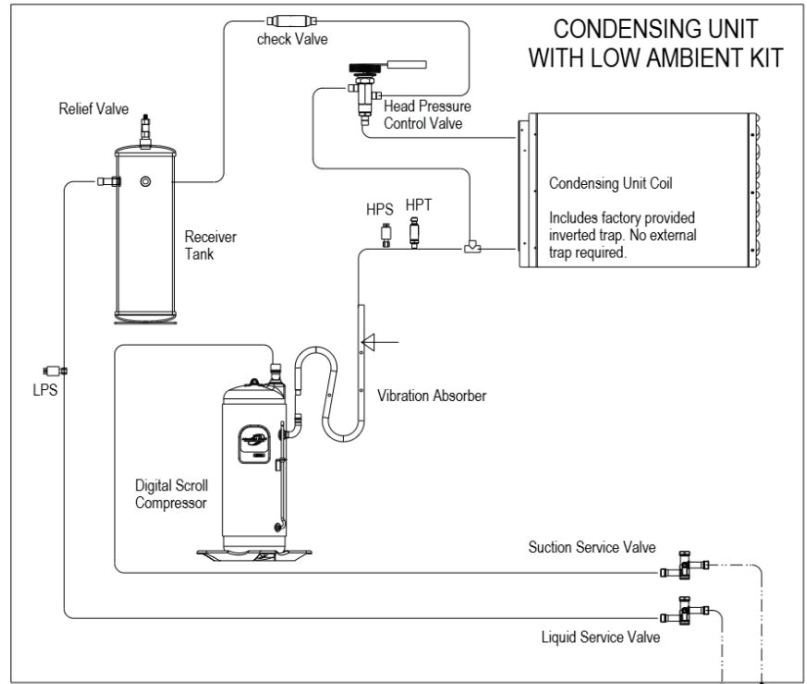 CONDENSING UNIT
WITH LOW AMBIENT KIT
check Valve
Relief Valve
Head Pressure
Control Valve
Condensing Unit Coil
Includes factory provided
inverted trap. No external
trap required.
HPS
HPT
Receiver
Tank
LPS
Vibration Absorber
Digital Scroll
Compressor
Suction Service Valve
Liquid Service Valve